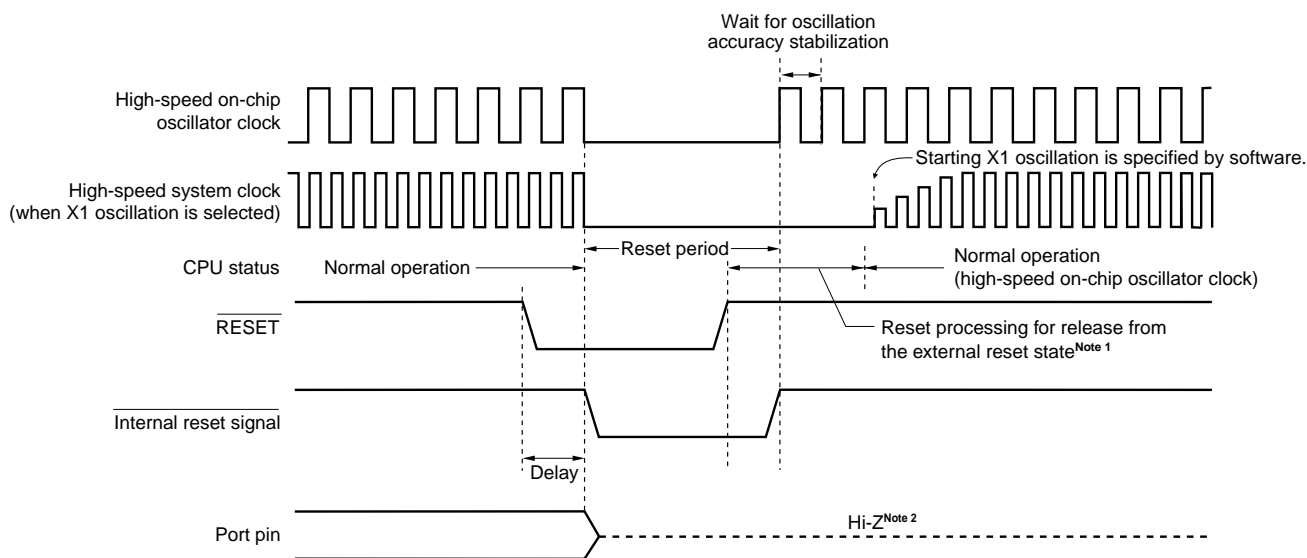 Wait for oscillation
accuracy stabilization
High-speed on-chip
oscillator clock
Starting X1 oscillation is specified by software.
High-speed system clock
(when X1 oscillation is selected)
Reset period
CPU status
Normal operation
Normal operation
(high-speed on-chip oscillator clock)
RESET
Reset processing for release from
the external reset state Note 1
Internal reset signal
Delay
Port pin
Hi-Z Note 2